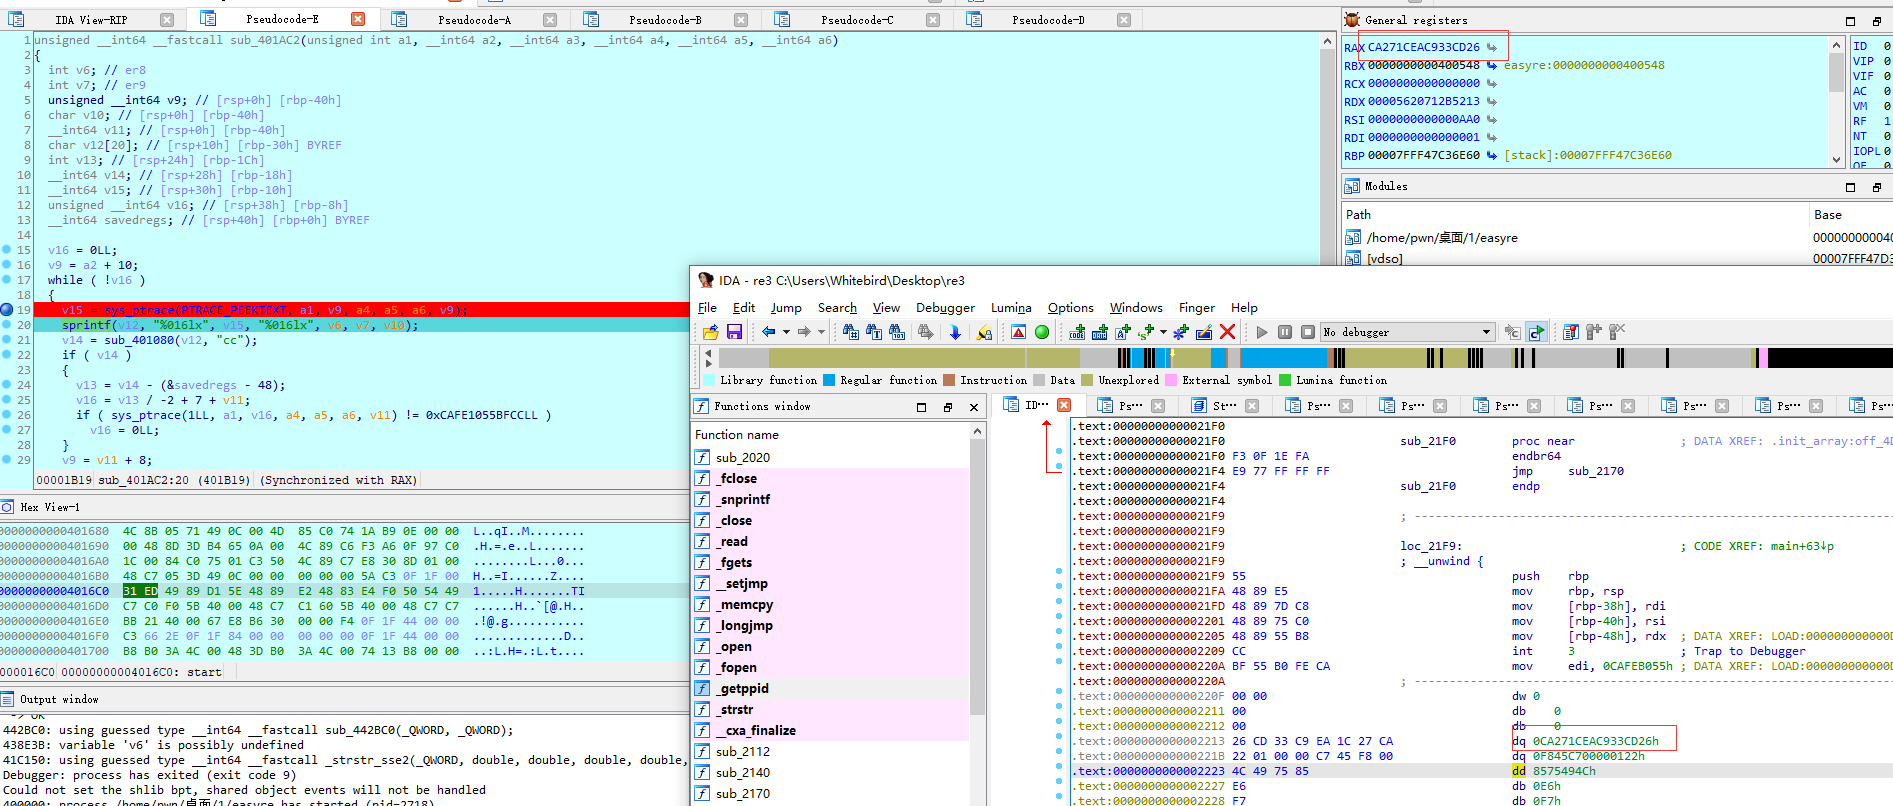 IDA View-RIP Pseudocode-E Pseudocode-A Pseudocode-B Pseudocode-C Pseudocode-D
1 unsigned __int64 __fastcall sub_401AC2(unsigned int a1, __int64 a2, __int64 a3, __int64 a4, __int64 a5, __int64 a6)
2 {
3 int v6; // er8
4 int v7; // er9
5 unsigned __int64 v9; // [rsp+0h] [rbp-40h]
6 char v10; // [rsp+0h] [rbp-40h]
7 __int64 v11; // [rsp+0h] [rbp-40h]
8 char v12[20]; // [rsp+10h] [rbp-30h] BYREF
9 int v13; // [rsp+24h] [rbp-1Ch]
10 __int64 v14; // [rsp+28h] [rbp-18h]
11 __int64 v15; // [rsp+30h] [rbp-10h]
12 unsigned __int64 v16; // [rsp+38h] [rbp-8h]
13 __int64 savedregs; // [rsp+40h] [rbp+0h] BYREF
14
15 v16 = 0LL;
16 v9 = a2 + 10;
17 while ( !v16 )
18 {
19 v15 = sys_ptrace(PTRACE_PEEKTEXT, a1, v9, a4, a5, a6, v9);
20 sprintf(v12, "%016lx", v15, "%016lx", v6, v7, v10);
21 v14 = sub_401080(v12, "cc");
22 if ( v14 )
23 {
24 v13 = v14 - (&savedregs - 48);
25 v16 = v13 / -2 + 7 + v11;
26 if ( sys_ptrace(1LL, a1, v16, a4, a5, a6, v11) != 0xCAFE1055BFCCLL )
27 v16 = 0LL;
28 }
29 v9 = v11 + 8;
00001B19 sub_401AC2:20 (401B19) (Synchronized with RAX)
Hex View-1
0000000000401680 4C 8B 05 71 49 0C 00 4D 85 C0 74 1A B9 0E 00 00 L..qI..M........
0000000000401690 00 48 8D 3D B4 65 0A 00 4C 89 C6 F3 A6 0F 97 C0 .H.=.e..L.......
00000000004016A0 1C 00 84 C0 75 01 C3 50 4C 89 C7 E8 30 8D 01 00
00000000004016B0 48 C7 05 3D 49 0C 00 00 00 00 00 5A C3 0F 1F 00 H..=I......Z....
00000000004016C0 31 ED 49 89 D1 5E 48 89 E2 48 83 E4 F0 50 54 49
00000000004016D0 C7 C0 F0 5B 40 00 48 C7 C1 60 5B 40 00 48 C7 C7
00000000004016E0 BB 21 40 00 67 E8 B6 30 00 00 F4 0F 1F 44 00 00
00000000004016F0 C3 66 2E 0F 1F 84 00 00 00 00 00 0F 1F 44 00 00
0000000000401700 B8 B0 3A 4C 00 48 3D B0 3A 4C 00 74 13 B8 00 00 ..:L.H=.:L.t....
000016C0 00000000004016C0: start
Output window
-> OK
442BC0: using guessed type __int64 __fastcall sub_442BC0(_QWORD, _QWORD);
438E3B: variable 'v6' is possibly undefined
41C150: using guessed type __int64 __fastcall _strstr_sse2(_QWORD, double, double, double,
Debugger: process has exited (exit code 9)
Could not set the shlib bpt, shared object events will not be handled
400000: process /home/pwn/桌面/1/easyre has started (pid=2718)
General registers
RAX CA271CEAC933CD26
RBX 0000000000400548 easyre:0000000000400548
RCX 0000000000000000
RDX 00005620712B5213
RSI 0000000000000AA0
RDI 0000000000000001
RBP 00007FFF47C36E60 [stack]:00007FFF47C36E60
ID 0
VIP 0
VIF 0
AC 0
VM 0
RF 1
NT 0
IOPL 0
OF 0
Modules
Path Base
/home/pwn/桌面/1/easyre 000000000040
[vdso] 00007FFF47D3
IDA - re3 C:\Users\Whitebird\Desktop\re3
File Edit Jump Search View Debugger Lumina Options Windows Finger Help
No debugger
Library function Regular function Instruction Data Unexplored External symbol Lumina function
Functions window
Function name
sub_2020
_fclose
_snprintf
_close
_read
_fgets
__setjmp
_memcpy
_longjmp
_open
_fopen
_getppid
_strstr
__cxa_finalize
sub_2112
sub_2140
sub_2170
ID··· Ps··· St··· Ps··· Ps··· Ps··· Ps··· Ps··· Ps··· Ps···
.text:00000000000021F0
.text:00000000000021F0 sub_21F0 proc near ; DATA XREF: .init_array:off_4D
.text:00000000000021F0 F3 0F 1E FA endbr64
.text:00000000000021F4 E9 77 FF FF FF jmp sub_2170
.text:00000000000021F4 sub_21F0 endp
.text:00000000000021F4
.text:00000000000021F9 ; ---------------------------------------------------------------
.text:00000000000021F9
.text:00000000000021F9 loc_21F9: ; CODE XREF: main+63↓p
.text:00000000000021F9 ; __unwind {
.text:00000000000021F9 55 push rbp
.text:00000000000021FA 48 89 E5 mov rbp, rsp
.text:00000000000021FD 48 89 7D C8 mov [rbp-38h], rdi
.text:0000000000002201 48 89 75 C0 mov [rbp-40h], rsi
.text:0000000000002205 48 89 55 B8 mov [rbp-48h], rdx ; DATA XREF: LOAD:000000000000D
.text:0000000000002209 CC int 3 ; Trap to Debugger
.text:000000000000220A BF 55 B0 FE CA mov edi, 0CAFEB055h ; DATA XREF: LOAD:000000000000D
.text:000000000000220A ; ---------------------------------------------------------------
.text:000000000000220F 00 00 dw 0
.text:0000000000002211 00 db 0
.text:0000000000002212 00 db 0
.text:0000000000002213 26 CD 33 C9 EA 1C 27 CA dq 0CA271CEAC933CD26h
.text:000000000000221B 22 01 00 00 C7 45 F8 00 dq 0F845C700000122h
.text:0000000000002223 4C 49 75 85 dd 8575494Ch
.text:0000000000002227 E6 db 0E6h
.text:0000000000002228 F7 db 0F7h